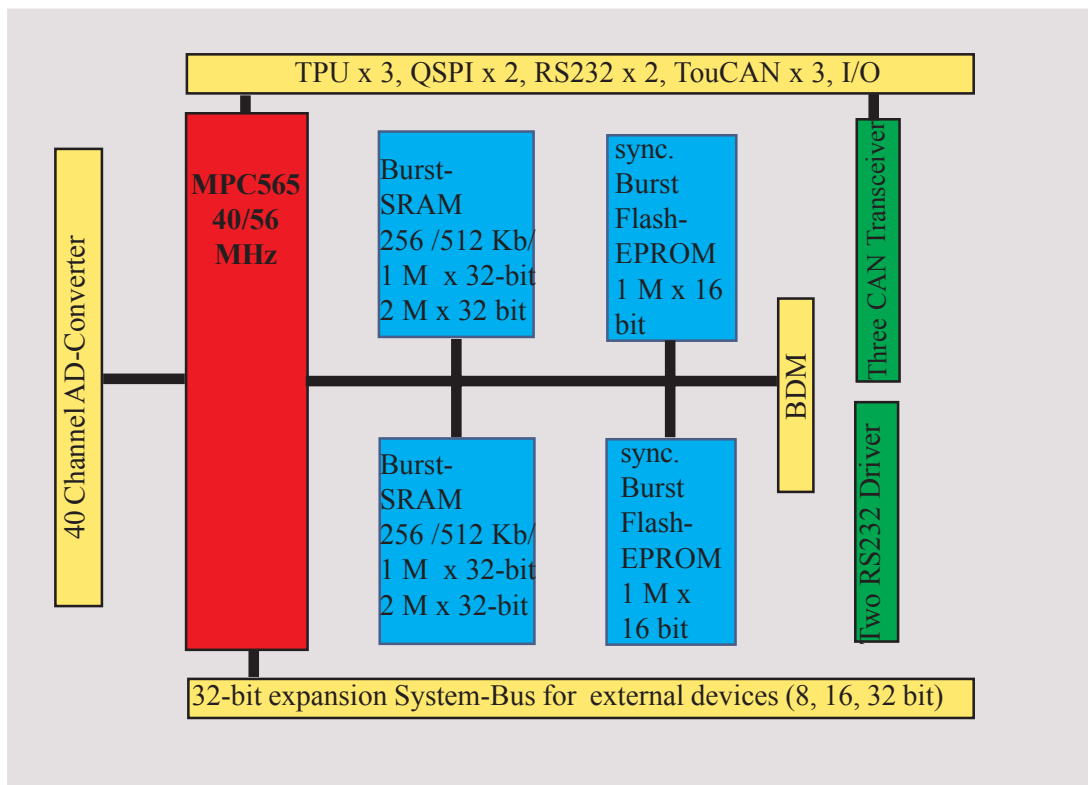 TPU x 3, QSPI x 2, RS232 x 2, TouCAN x 3, I/O
40 Channel AD-Converter
MPC565
40/56
MHz
Burst-
SRAM
256 /512 Kb/
1 M x 32-bit
2 M x 32 bit
sync.
Burst
Flash-
EPROM
1 M x 16
bit
Three CAN Transceiver
BDM
Burst-
SRAM
256 /512 Kb/
1 M x 32-bit
2 M x 32-bit
sync.
Burst
Flash-
EPROM
1 M x
16 bit
Two RS232 Driver
32-bit expansion System-Bus for external devices (8, 16, 32 bit)